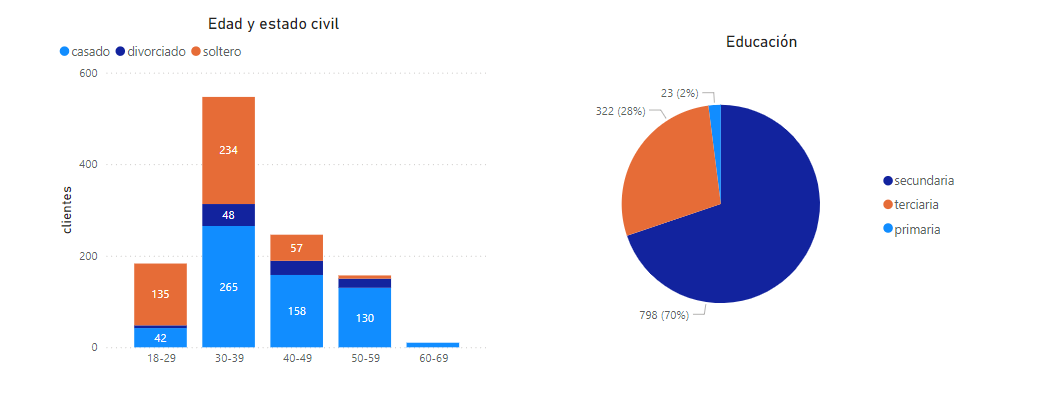 Edad y estado civil
casado divorciado soltero
clientes
600
400
200
0
234
48
265
135
42
57
158
130
18-29 30-39 40-49 50-59 60-69
Educación
23 (2%)
322 (28%)
798 (70%)
secundaria
terciaria
primaria